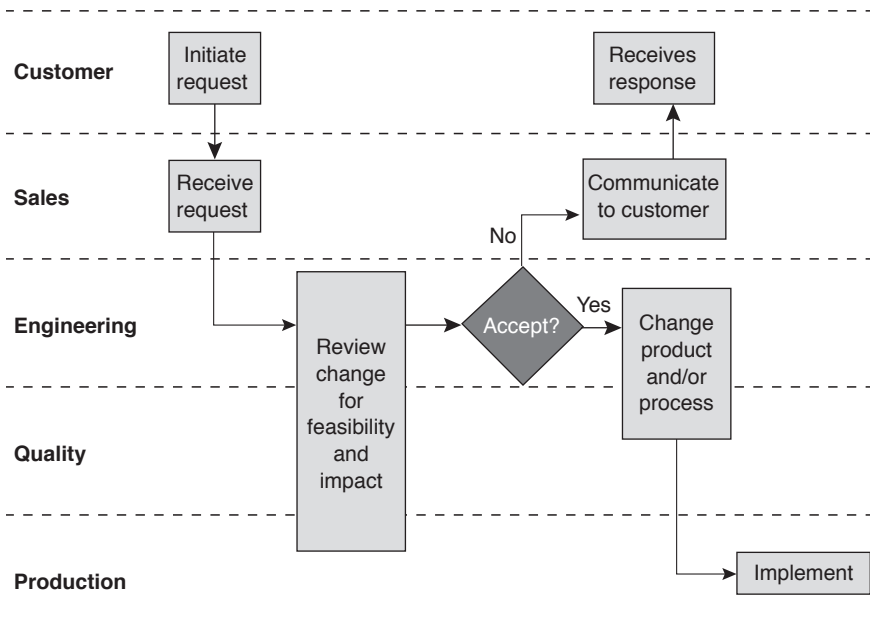 Customer
Initiate
request
Receives
response
Sales
Receive
request
Communicate
to customer
No
Engineering
Review
change
for
feasibility
and
impact
Accept?
Yes
Change
product
and/or
process
Quality
Production
Implement